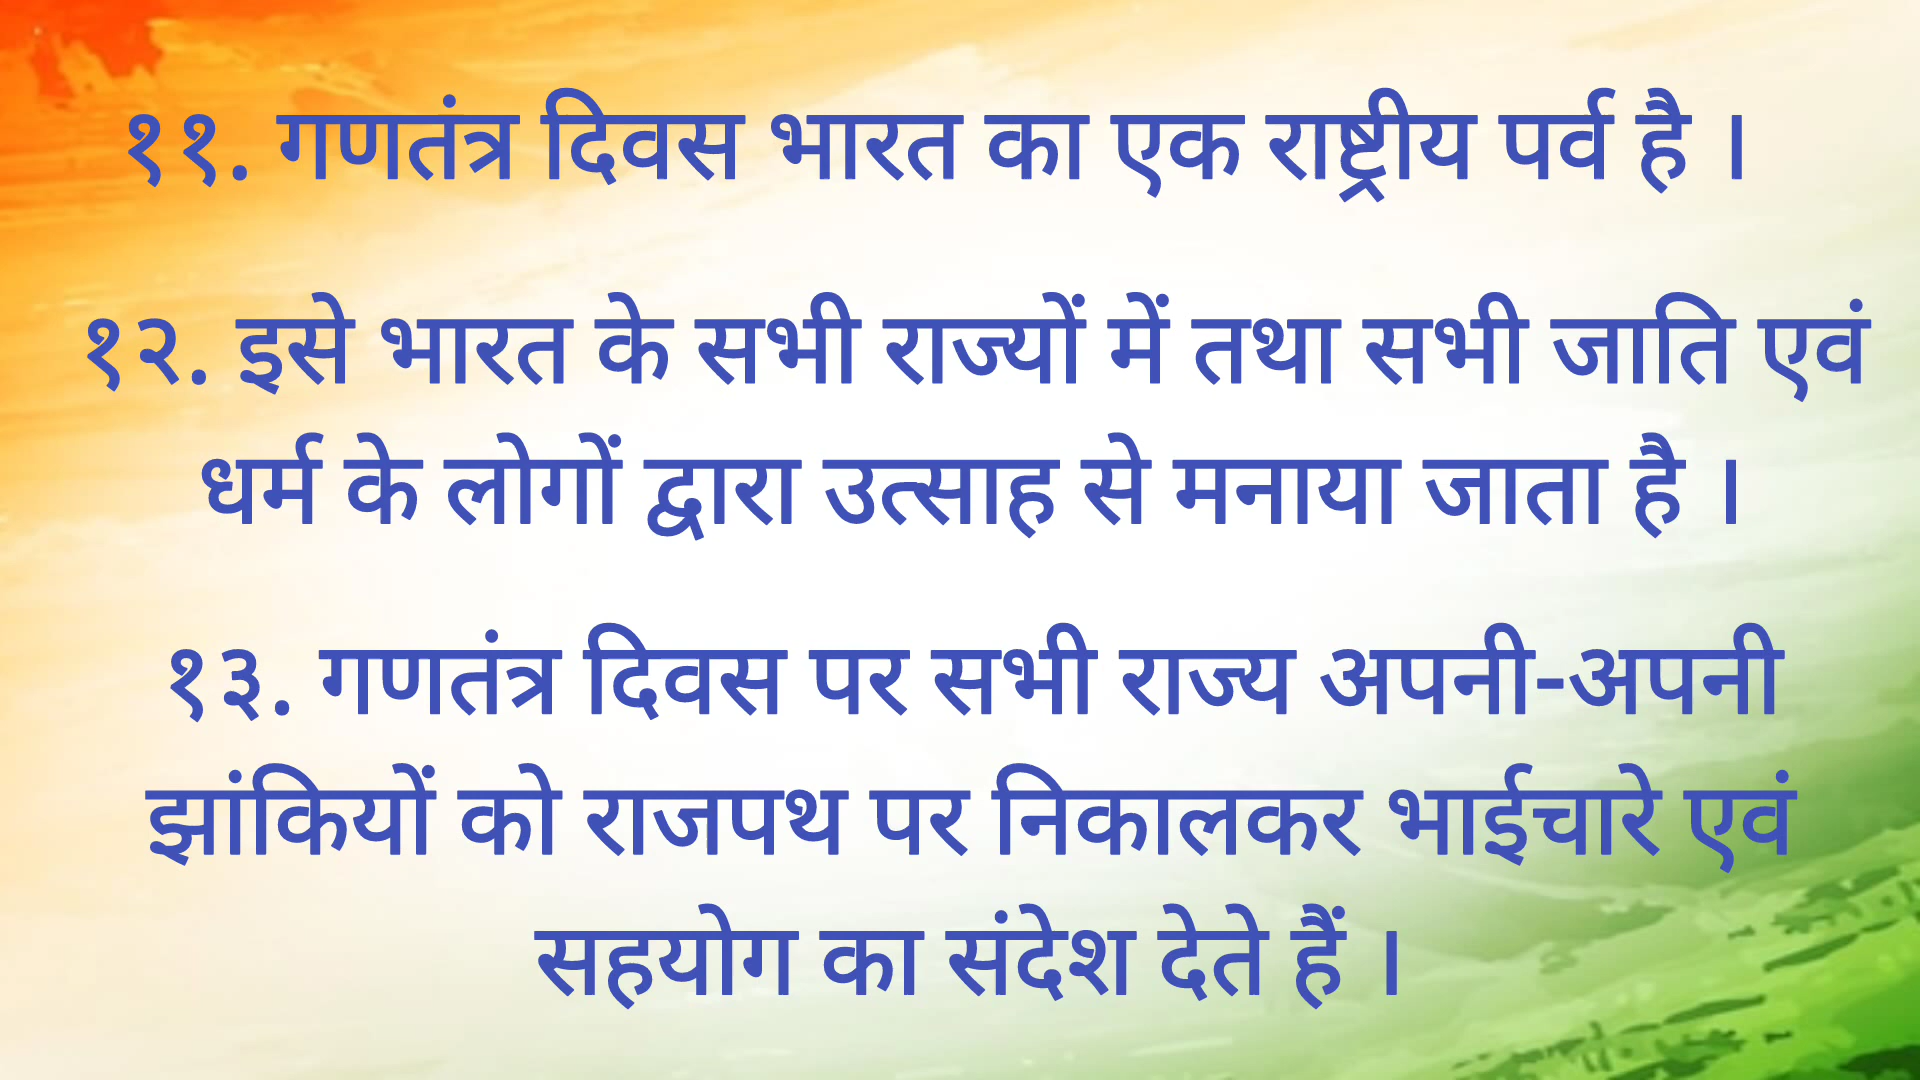 ११. गणतंत्र दिवस भारत का एक राष्ट्रीय पर्व है ।
१२. इसे भारत के सभी राज्यों में तथा सभी जाति एवं
धर्म के लोगों द्वारा उत्साह से मनाया जाता है ।
१३. गणतंत्र दिवस पर सभी राज्य अपनी-अपनी
झांकियों को राजपथ पर निकालकर भाईचारे एवं
सहयोग का संदेश देते हैं ।